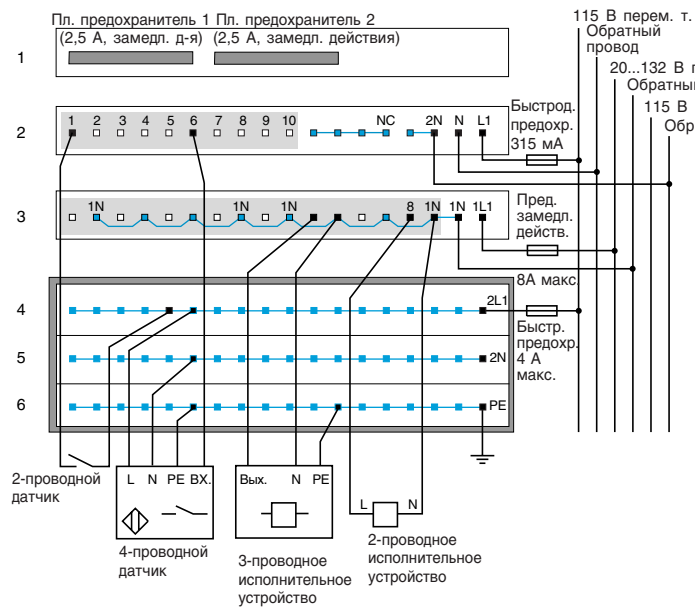 Пл. предохранитель 1 Пл. предохранитель 2
(2,5 А, замедл. д-я) (2,5 А, замедл. действия)
1
115 В перем. т.
Обратный
провод
20...132 В
Обратны
115 В
Об
2
1 2 3 4 5 6 7 8 9 10 NC 2N N L1
Быстрод.
предохр.
315 мА
3
1N 1N 1N 8 1N 1N 1L1
Пред.
замедл.
действ.
8А макс.
4
2L1
Быстр.
предохр.
4 А
макс.
5
2N
6
PE
2-проводной
датчик
L N PE ВХ.
4-проводной
датчик
Вых. N PE
3-проводное
исполнительное
устройство
L N
2-проводное
исполнительное
устройство